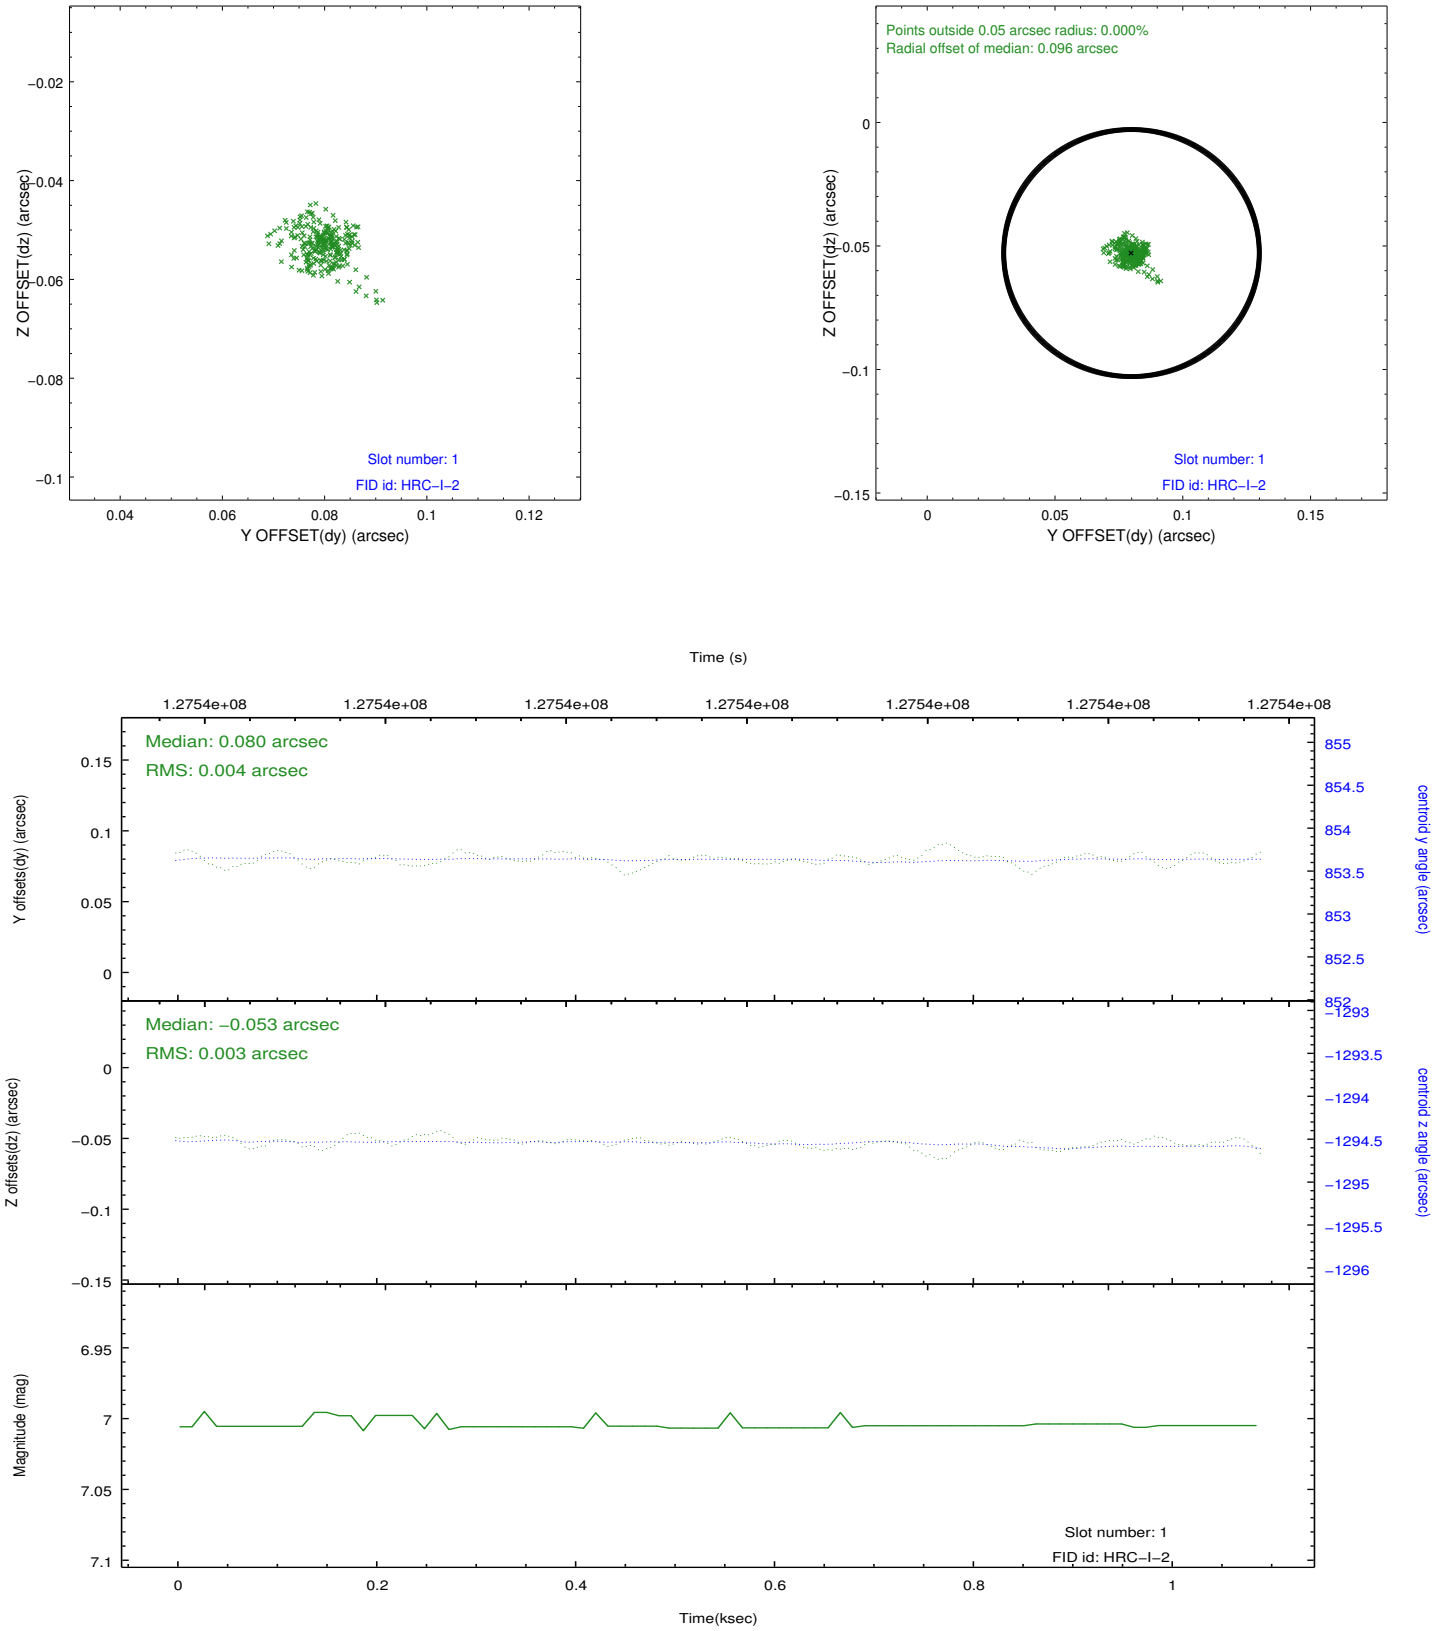 −0.02
−0.04
−0.06
−0.08
−0.1
Z OFFSET(dz) (arcsec)
Slot number: 1
FID id: HRC−I−2
0.04
0.06
0.08
0.1
0.12
Y OFFSET(dy) (arcsec)
Points outside 0.05 arcsec radius: 0.000%
Radial offset of median: 0.096 arcsec
0
−0.05
−0.1
−0.15
Z OFFSET(dz) (arcsec)
Slot number: 1
FID id: HRC−I−2
0
0.05
0.1
0.15
Y OFFSET(dy) (arcsec)
Time (s)
1.2754e+08
1.2754e+08
1.2754e+08
1.2754e+08
1.2754e+08
1.2754e+08
1.2754e+08
Median: 0.080 arcsec
RMS: 0.004 arcsec
0.15
0.1
0.05
0
Y offsets(dy) (arcsec)
855
854.5
854
853.5
853
852.5
852
centroid y angle (arcsec)
Median: −0.053 arcsec
RMS: 0.003 arcsec
0
−0.05
−0.1
−0.15
Z offsets(dz) (arcsec)
−1293
−1293.5
−1294
−1294.5
−1295
−1295.5
−1296
centroid z angle (arcsec)
6.95
7
7.05
7.1
Magnitude (mag)
Slot number: 1
FID id: HRC−I−2
0
0.2
0.4
0.6
0.8
1
Time(ksec)